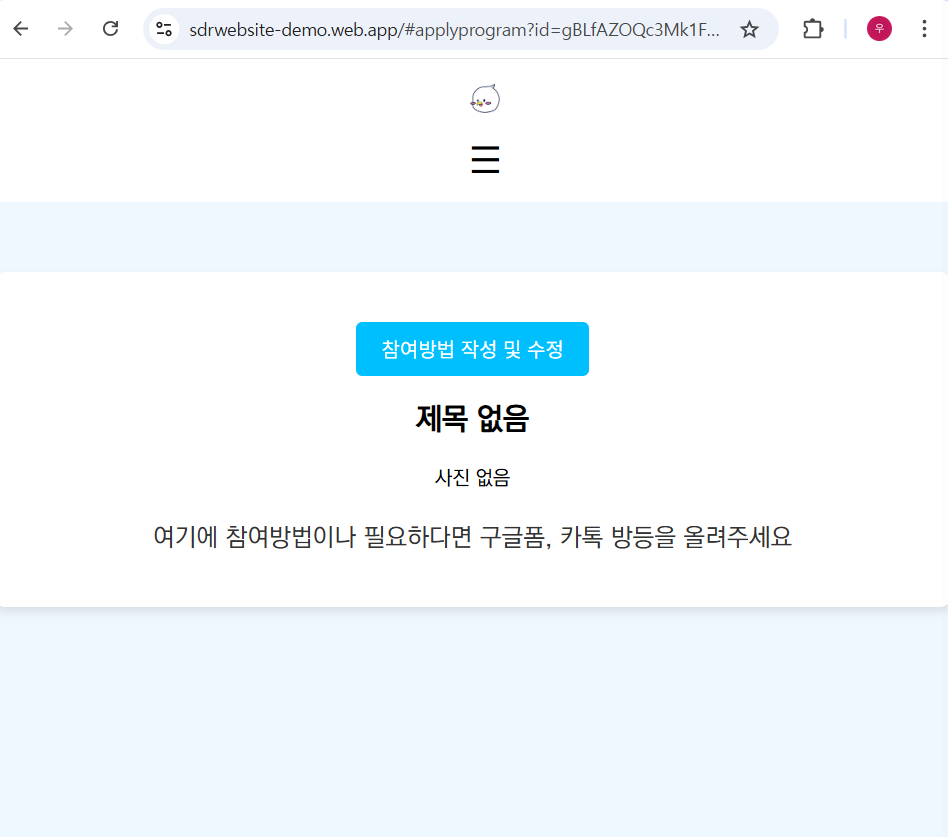 sdrwebsite-demo.web.app/#applyprogram?id=gBLfAZOQc3Mk1F...
우
참여방법 작성 및 수정
제목 없음
사진 없음
여기에 참여방법이나 필요하다면 구글폼, 카톡 방등을 올려주세요